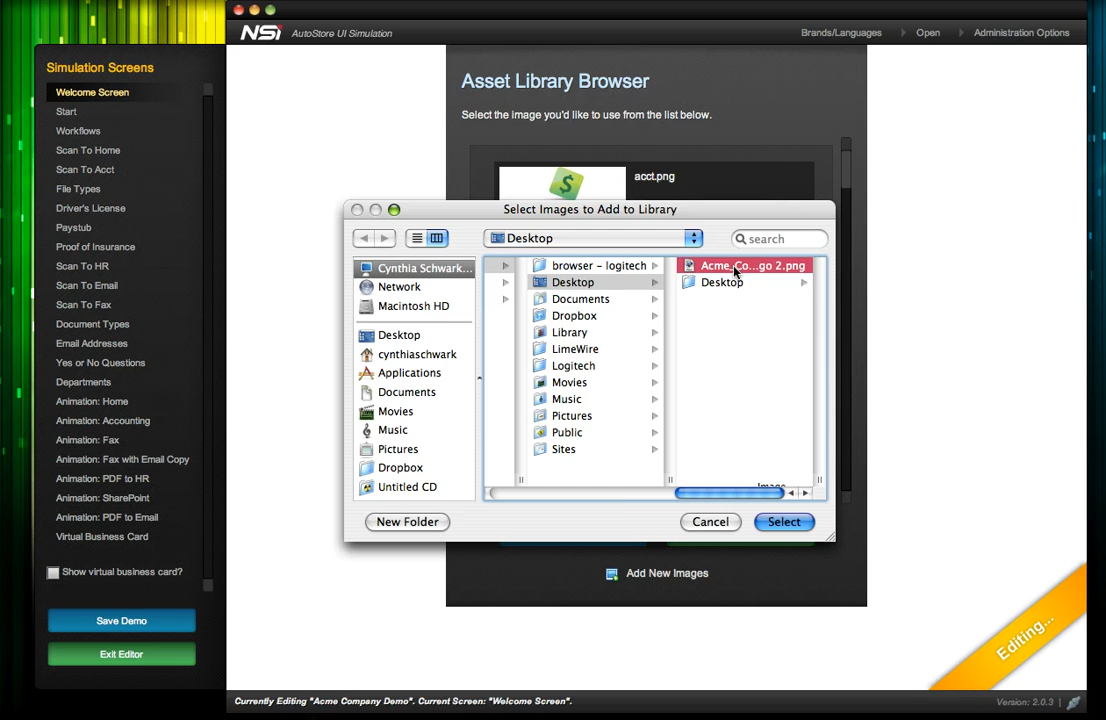 NSi AutoStore UI Simulation
Brands/Languages
Open
Administration Options
Simulation Screens
Welcome Screen
Start
Workflows
Scan To Home
Scan To Acct
File Types
Driver's License
Paystub
Proof of Insurance
Scan To HR
Scan To Email
Scan To Fax
Document Types
Email Addresses
Yes or No Questions
Departments
Animation: Home
Animation: Accounting
Animation: Fax
Animation: Fax with Email Copy
Animation: PDF to HR
Animation: SharePoint
Animation: PDF to Email
Virtual Business Card
Show virtual business card?
Save Demo
Exit Editor
Asset Library Browser
Select the image you'd like to use from the list below.
acct.png
Select Images to Add to Library
Desktop
search
Cynthia Schwark...
Network
Macintosh HD
Desktop
cynthiaschwark
Applications
Documents
Movies
Music
Pictures
Dropbox
Untitled CD
browser – logitech
Desktop
Documents
Dropbox
Library
LimeWire
Logitech
Movies
Music
Pictures
Public
Sites
Acme_Co...go 2.png
Desktop
Image
New Folder
Cancel
Select
Add New Images
Editing...
Currently Editing "Acme Company Demo". Current Screen: "Welcome Screen".
Version: 2.0.3 |